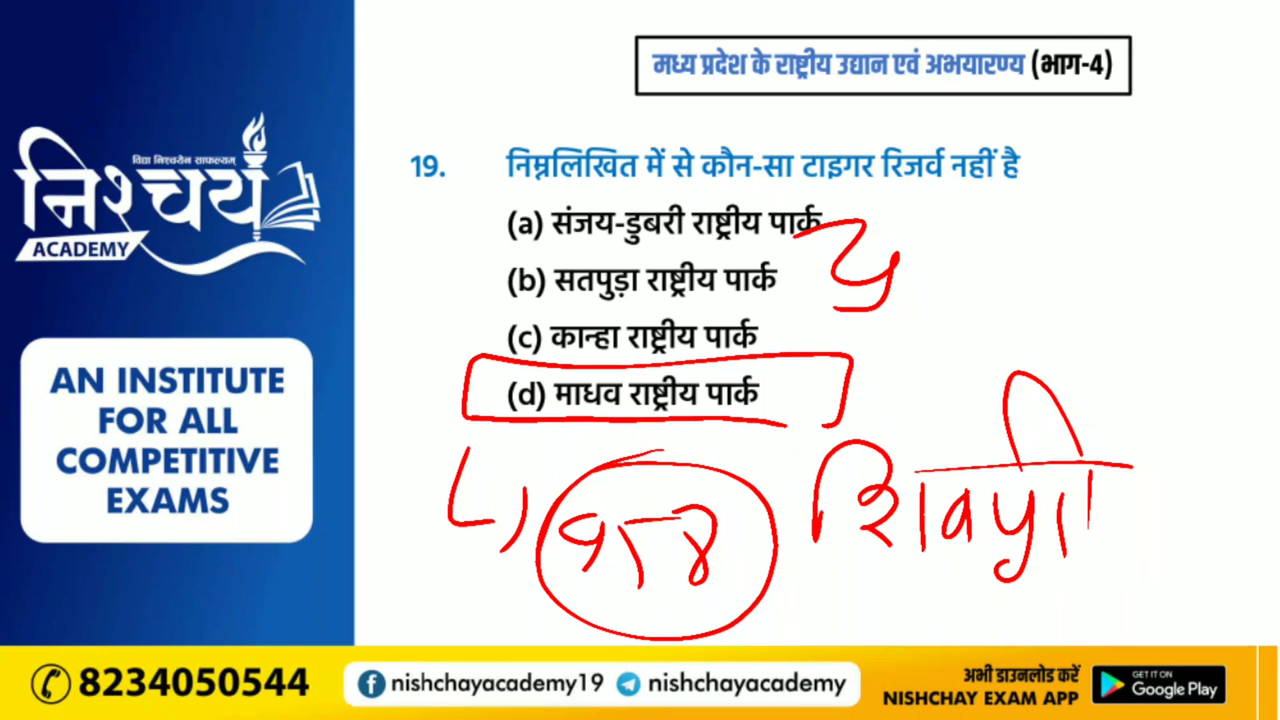 मध्य प्रदेश के राष्ट्रीय उद्यान एवं अभयारण्य (भाग-4)
विद्या निश्चयेन साफल्यम्
निश्चय
ACADEMY
19. निम्नलिखित में से कौन-सा टाइगर रिजर्व नहीं है
(a) संजय-डुबरी राष्ट्रीय पार्क
(b) सतपुड़ा राष्ट्रीय पार्क
(c) कान्हा राष्ट्रीय पार्क
(d) माधव राष्ट्रीय पार्क
AN INSTITUTE
FOR ALL
COMPETITIVE
EXAMS
8234050544
nishchayacademy19
nishchayacademy
अभी डाउनलोड करें
NISHCHAY EXAM APP
GET IT ON
Google Play